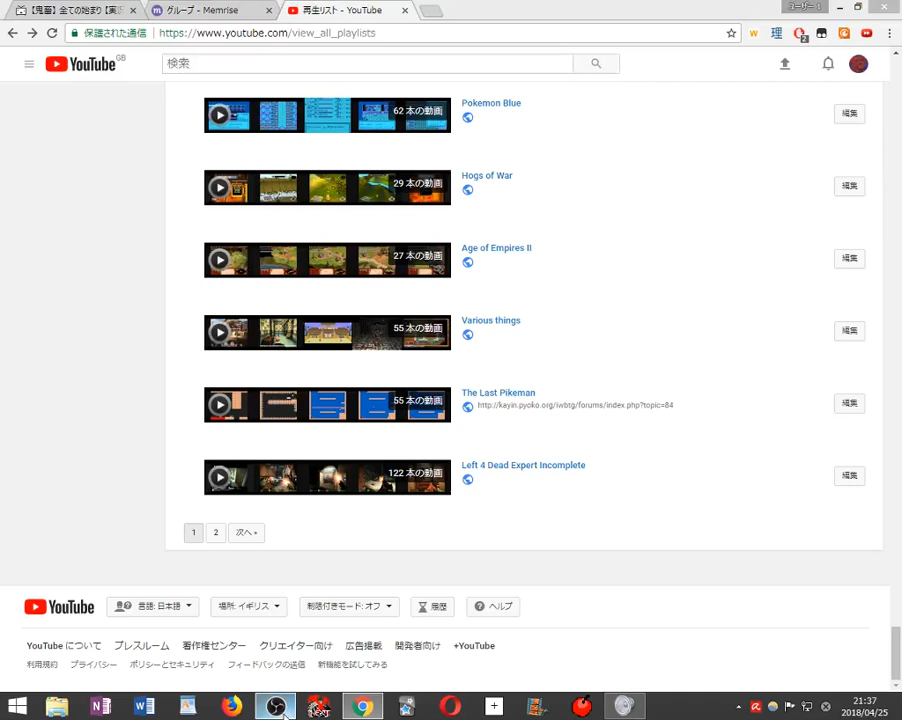 【鬼畜】全ての始まり【実況
グループ - Memrise
再生リスト - YouTube
ユーザー 1
保護された通信
https://www.youtube.com/view_all_playlists
YouTube GB
検索
62 本の動画
Pokemon Blue
編集
29 本の動画
Hogs of War
編集
27 本の動画
Age of Empires II
編集
55 本の動画
Various things
編集
55 本の動画
The Last Pikeman
http://kayin.pyoko.org/iwbtg/forums/index.php?topic=84
編集
122 本の動画
Left 4 Dead Expert Incomplete
編集
1 2 次へ »
YouTube
言語: 日本語
場所: イギリス
制限付きモード: オフ
履歴
ヘルプ
YouTube について プレスルーム 著作権センター クリエイター向け 広告掲載 開発者向け +YouTube
利用規約 プライバシー ポリシーとセキュリティ フィードバックの送信 新機能を試してみる
21:37
2018/04/25